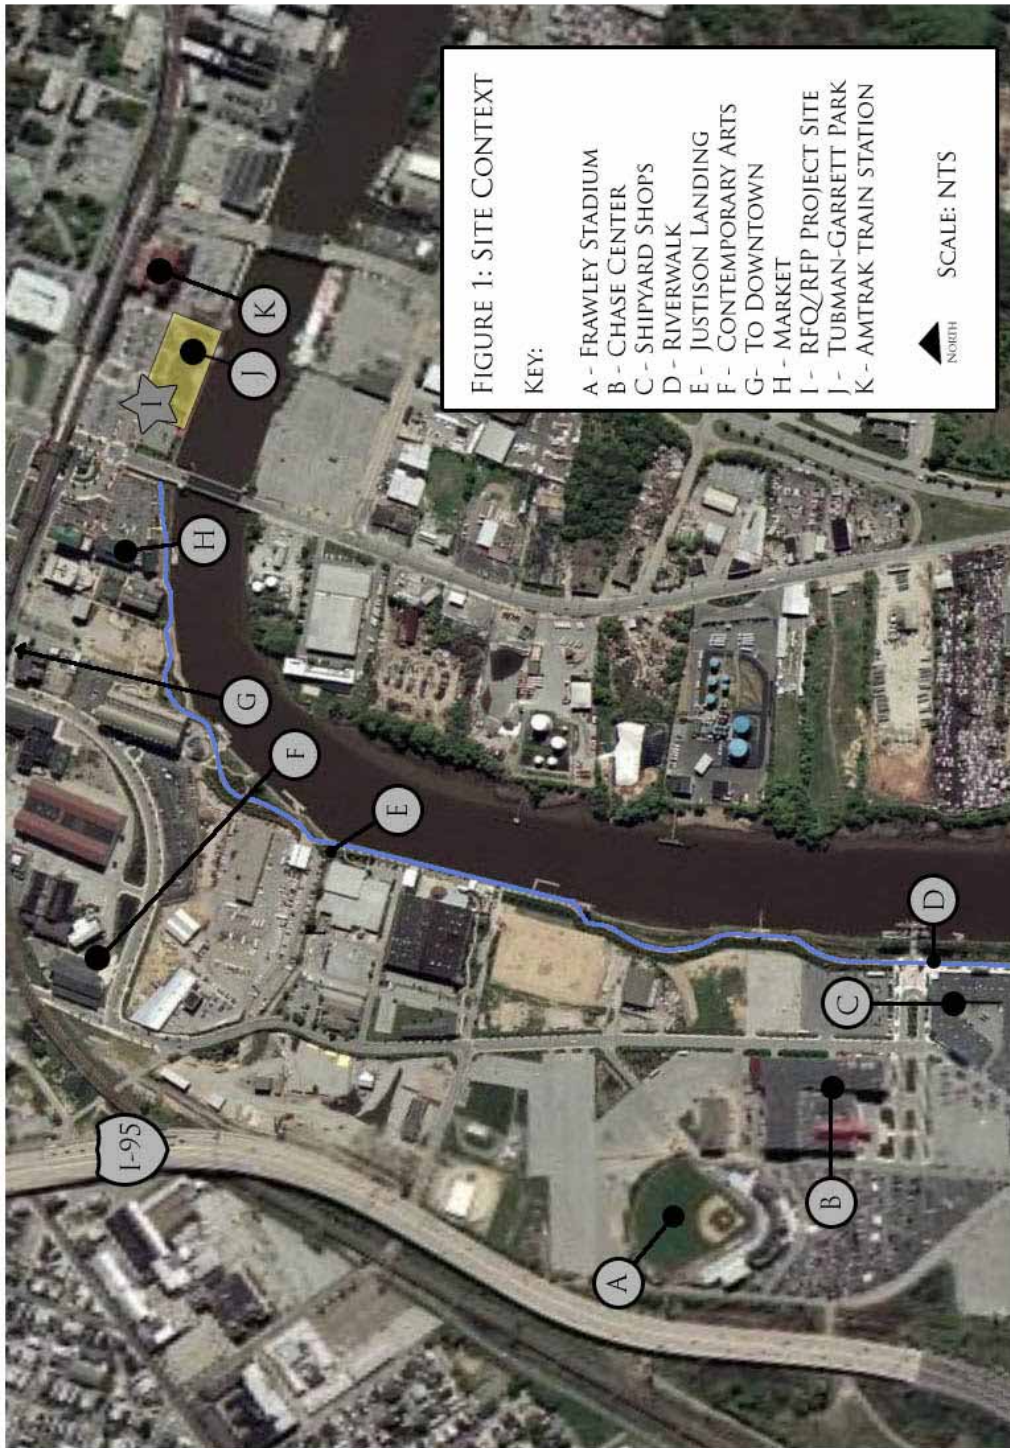 FIGURE 1: SITE CONTEXT
KEY:
A - FRAWLEY STADIUM
B - CHASE CENTER
C - SHIPYARD SHOPS
D - RIVERWALK
E - JUSTISON LANDING
F - CONTEMPORARY ARTS
G- TO DOWNTOWN
H - MARKET
I - RFQ/RFP PROJECT SITE
J - TUBMAN-GARRETT PARK
K - AMTRAK TRAIN STATION
NORTH
SCALE: NTS
I-95
A
B
C
D
E
F
G
H
I
J
K